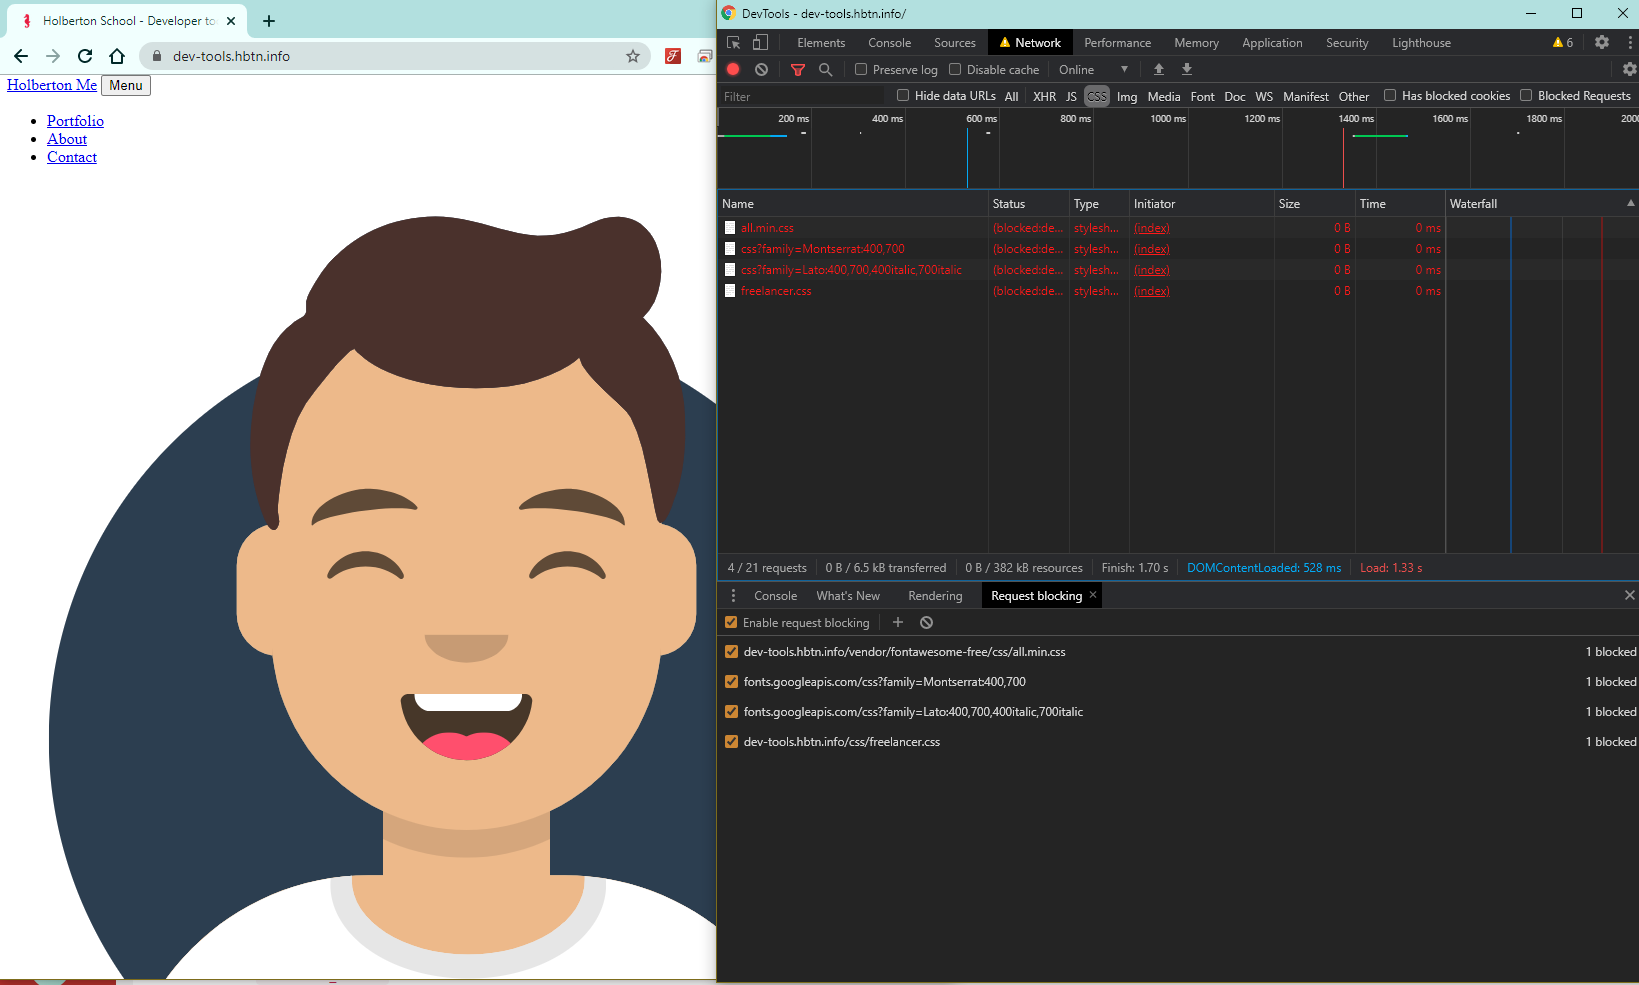 Holberton School - Developer to
DevTools - dev-tools.hbtn.info/
dev-tools.hbtn.info
Holberton Me Menu
Portfolio
About
Contact
Elements Console Sources Network Performance Memory Application Security Lighthouse 6
Preserve log Disable cache Online
Filter Hide data URLs All XHR JS CSS Img Media Font Doc WS Manifest Other Has blocked cookies Blocked Requests
200 ms 400 ms 600 ms 800 ms 1000 ms 1200 ms 1400 ms 1600 ms 1800 ms 2000
Name Status Type Initiator Size Time Waterfall
all.min.css (blocked:de... stylesh... (index) 0 B 0 ms
css?family=Montserrat:400,700 (blocked:de... stylesh... (index) 0 B 0 ms
css?family=Lato:400,700,400italic,700italic (blocked:de... stylesh... (index) 0 B 0 ms
freelancer.css (blocked:de... stylesh... (index) 0 B 0 ms
4 / 21 requests 0 B / 6.5 kB transferred 0 B / 382 kB resources Finish: 1.70 s DOMContentLoaded: 528 ms Load: 1.33 s
Console What's New Rendering Request blocking
Enable request blocking
dev-tools.hbtn.info/vendor/fontawesome-free/css/all.min.css 1 blocked
fonts.googleapis.com/css?family=Montserrat:400,700 1 blocked
fonts.googleapis.com/css?family=Lato:400,700,400italic,700italic 1 blocked
dev-tools.hbtn.info/css/freelancer.css 1 blocked